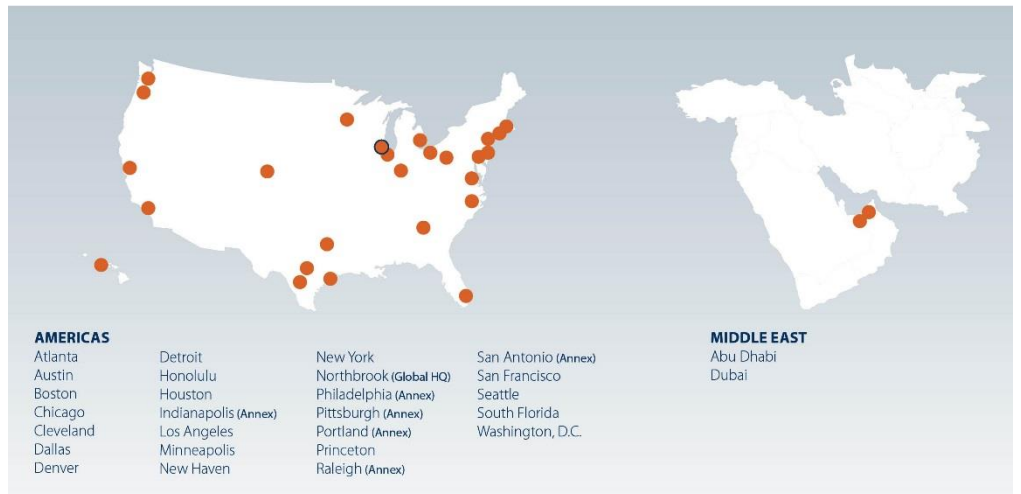 AMERICAS
Atlanta
Austin
Boston
Chicago
Cleveland
Dallas
Denver
Detroit
Honolulu
Houston
Indianapolis (Annex)
Los Angeles
Minneapolis
New Haven
New York
Northbrook (Global HQ)
Philadelphia (Annex)
Pittsburgh (Annex)
Portland (Annex)
Princeton
Raleigh (Annex)
San Antonio (Annex)
San Francisco
Seattle
South Florida
Washington, D.C.
MIDDLE EAST
Abu Dhabi
Dubai